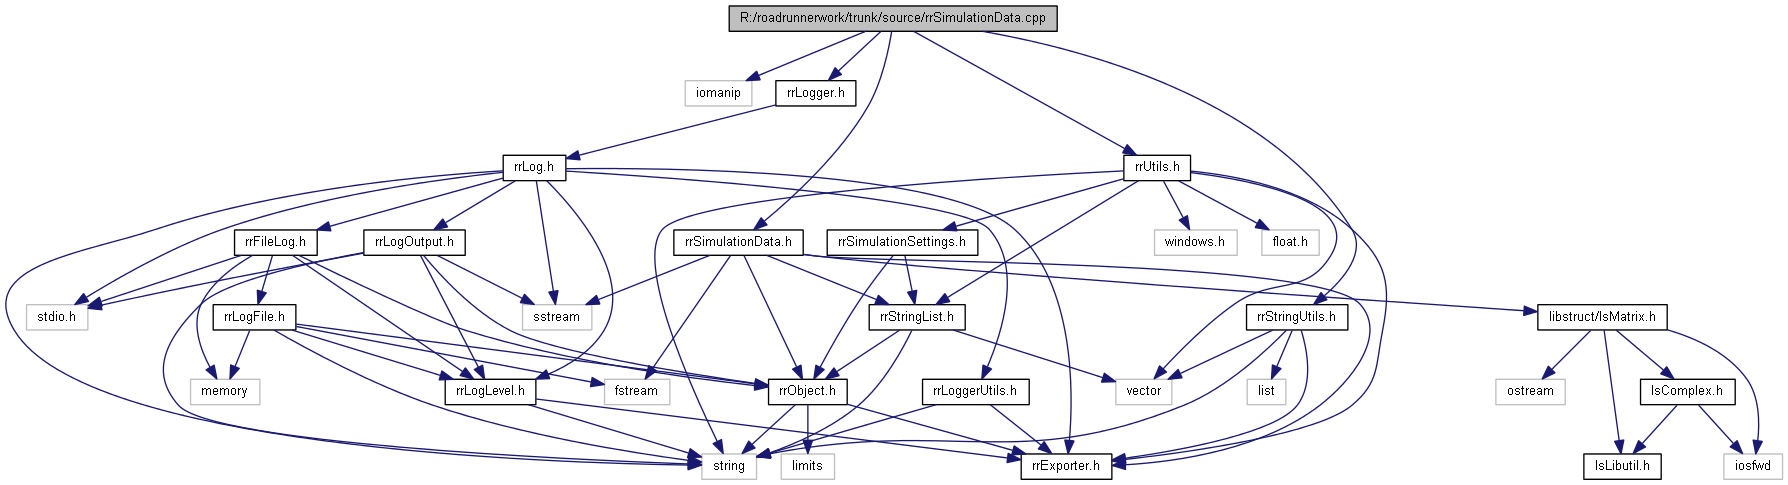 R:/roadrunnerwork/trunk/source/rrSimulationData.cpp
iomanip
rrLogger.h
rrLog.h
rrUtils.h
rrFileLog.h
rrLogOutput.h
rrSimulationData.h
rrSimulationSettings.h
windows.h
float.h
stdio.h
rrLogFile.h
sstream
rrStringList.h
rrStringUtils.h
libstruct/lsMatrix.h
memory
rrLogLevel.h
fstream
rrObject.h
rrLoggerUtils.h
vector
list
ostream
lsComplex.h
string
limits
rrExporter.h
lsLibutil.h
iosfwd